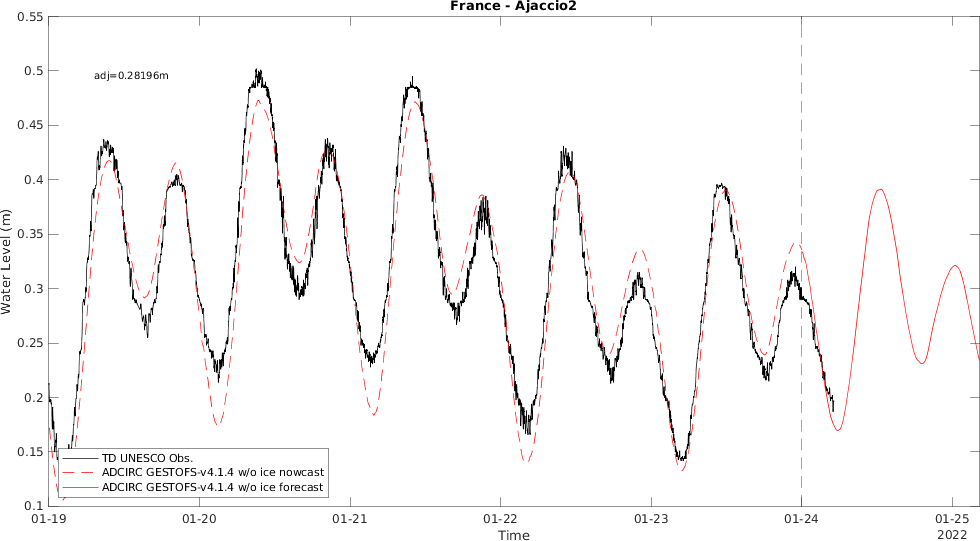 France - Ajaccio2
0.55
0.5
0.45
0.4
0.35
0.3
0.25
0.2
0.15
0.1
Water Level (m)
adj=0.28196m
TD UNESCO Obs.
ADCIRC GESTOFS-v4.1.4 w/o ice nowcast
ADCIRC GESTOFS-v4.1.4 w/o ice forecast
01-19 01-20 01-21 01-22 01-23 01-24 01-25
2022
Time